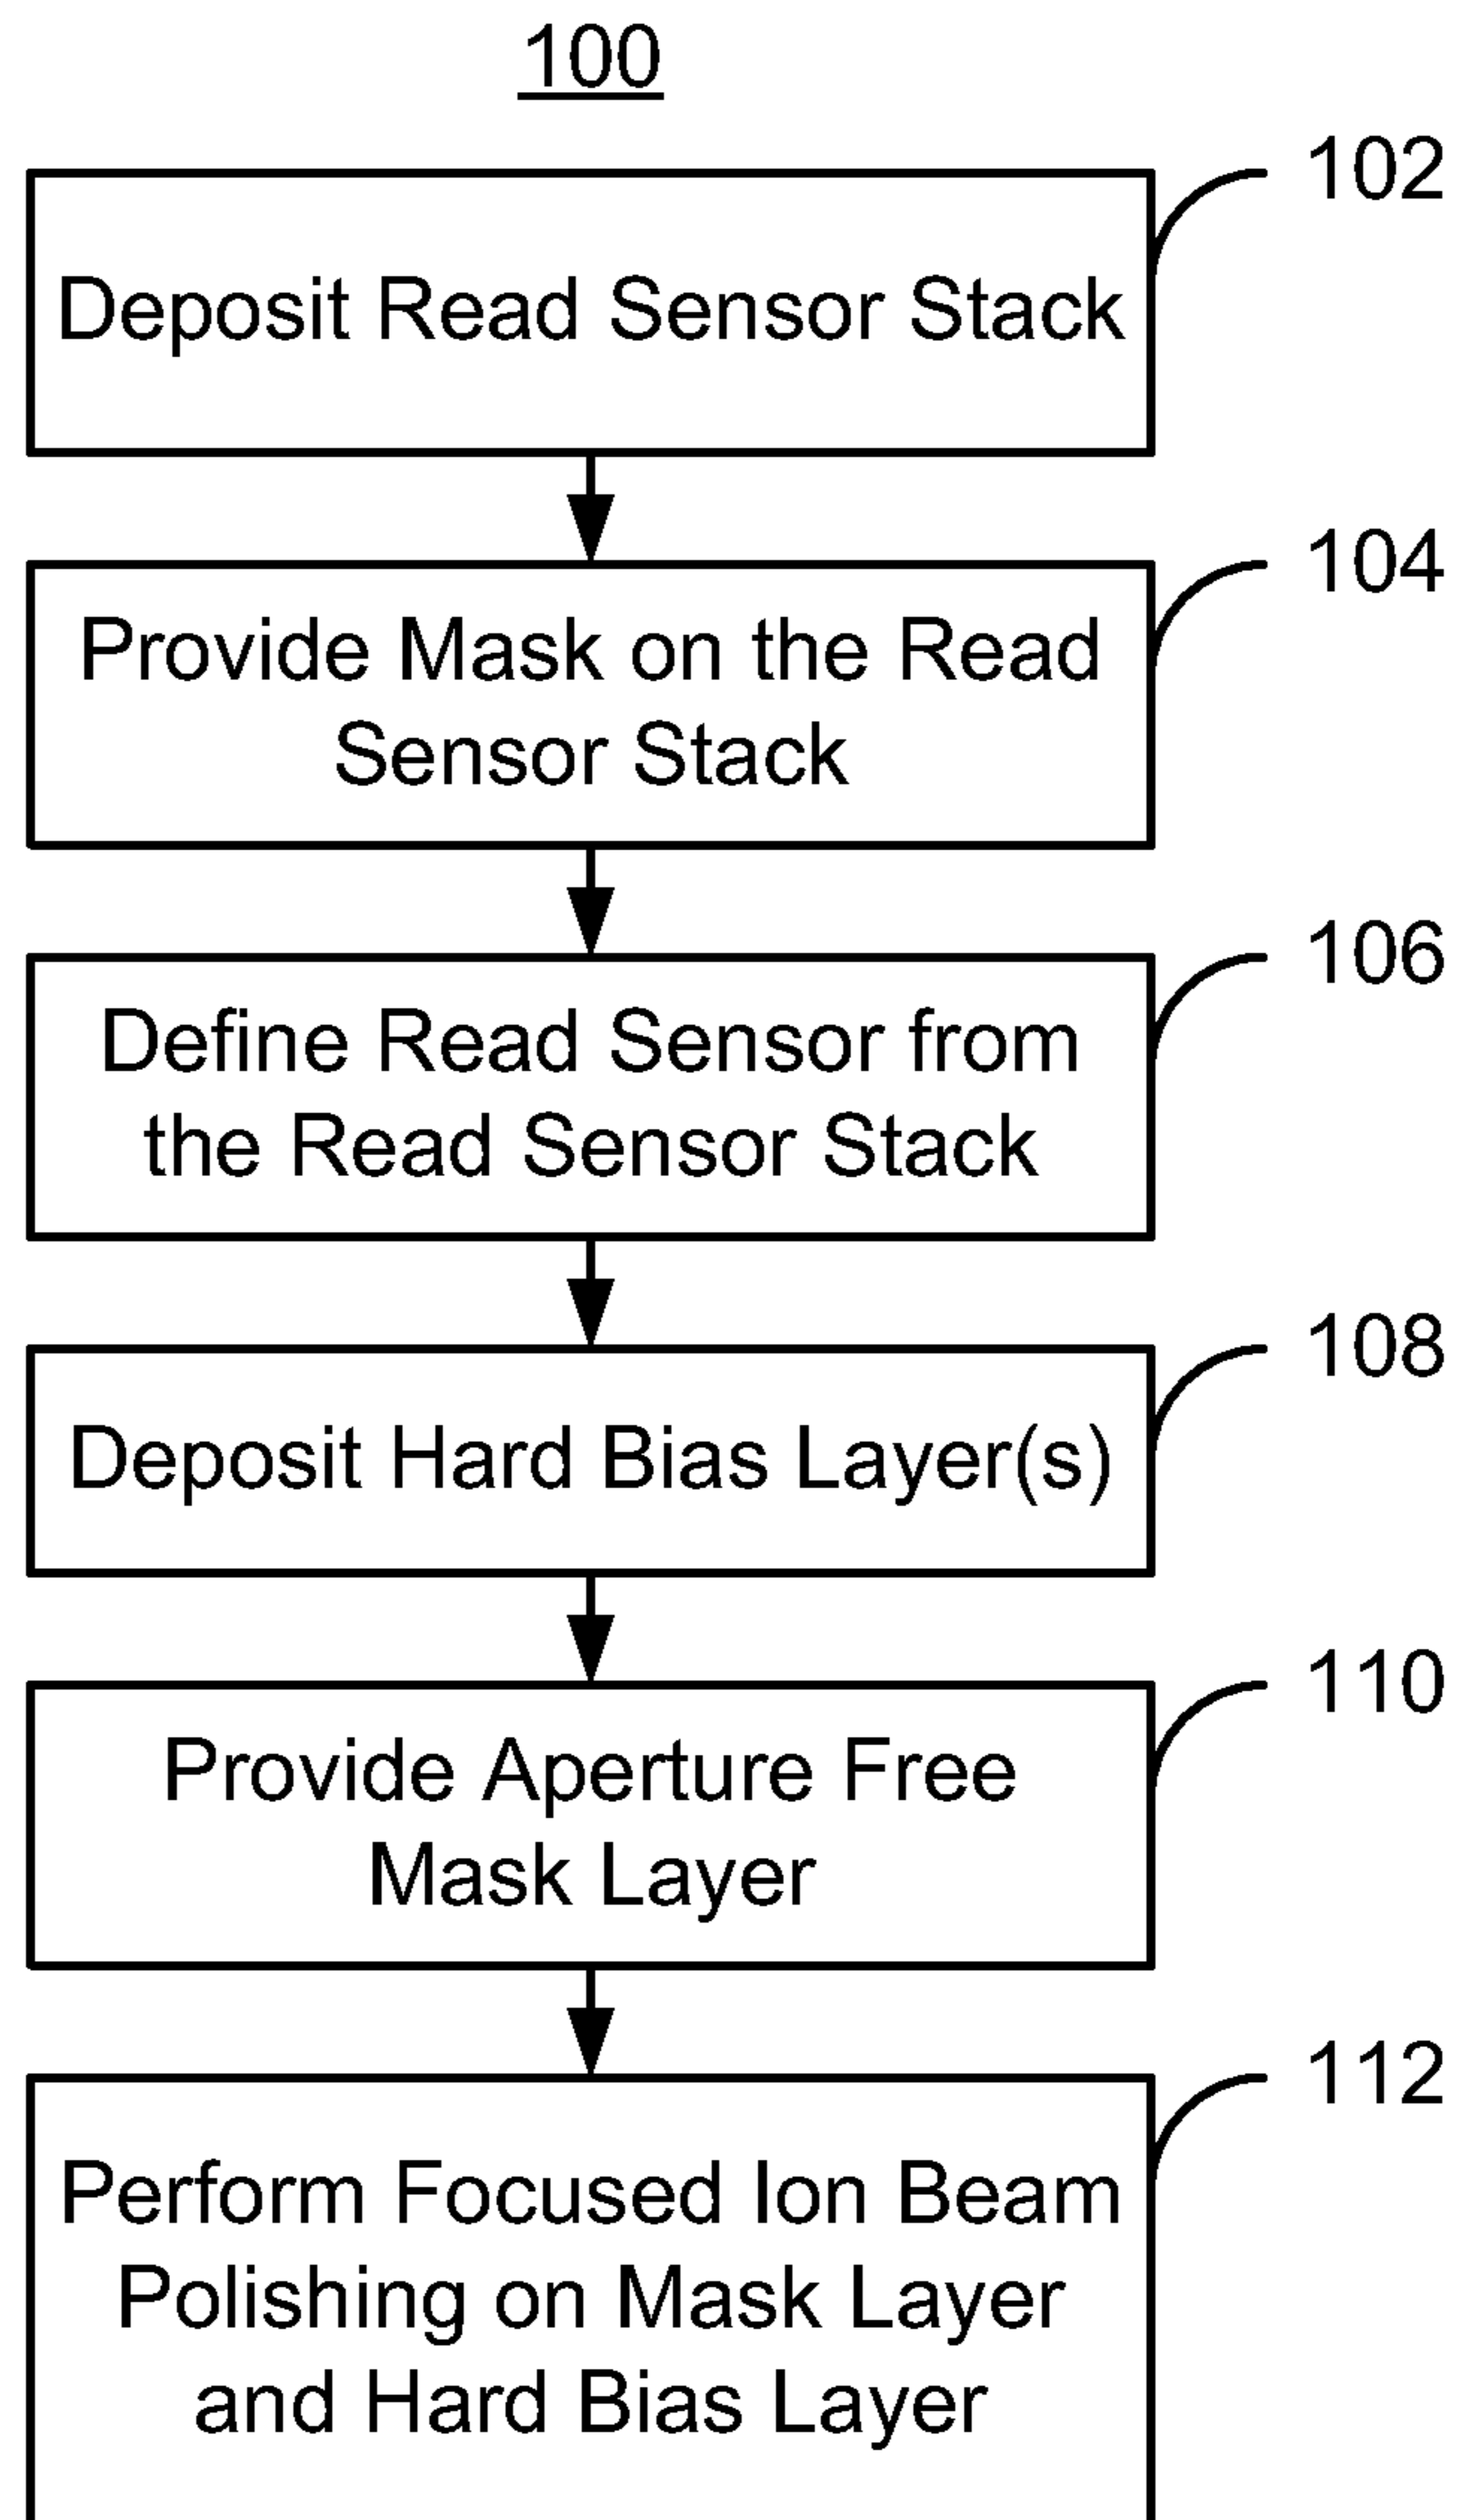 100
102
Deposit Read Sensor Stack
104
Provide Mask on the Read
Sensor Stack
106
Define Read Sensor from
the Read Sensor Stack
108
Deposit Hard Bias Layer(s)
110
Provide Aperture Free
Mask Layer
112
Perform Focused Ion Beam
Polishing on Mask Layer
and Hard Bias Layer